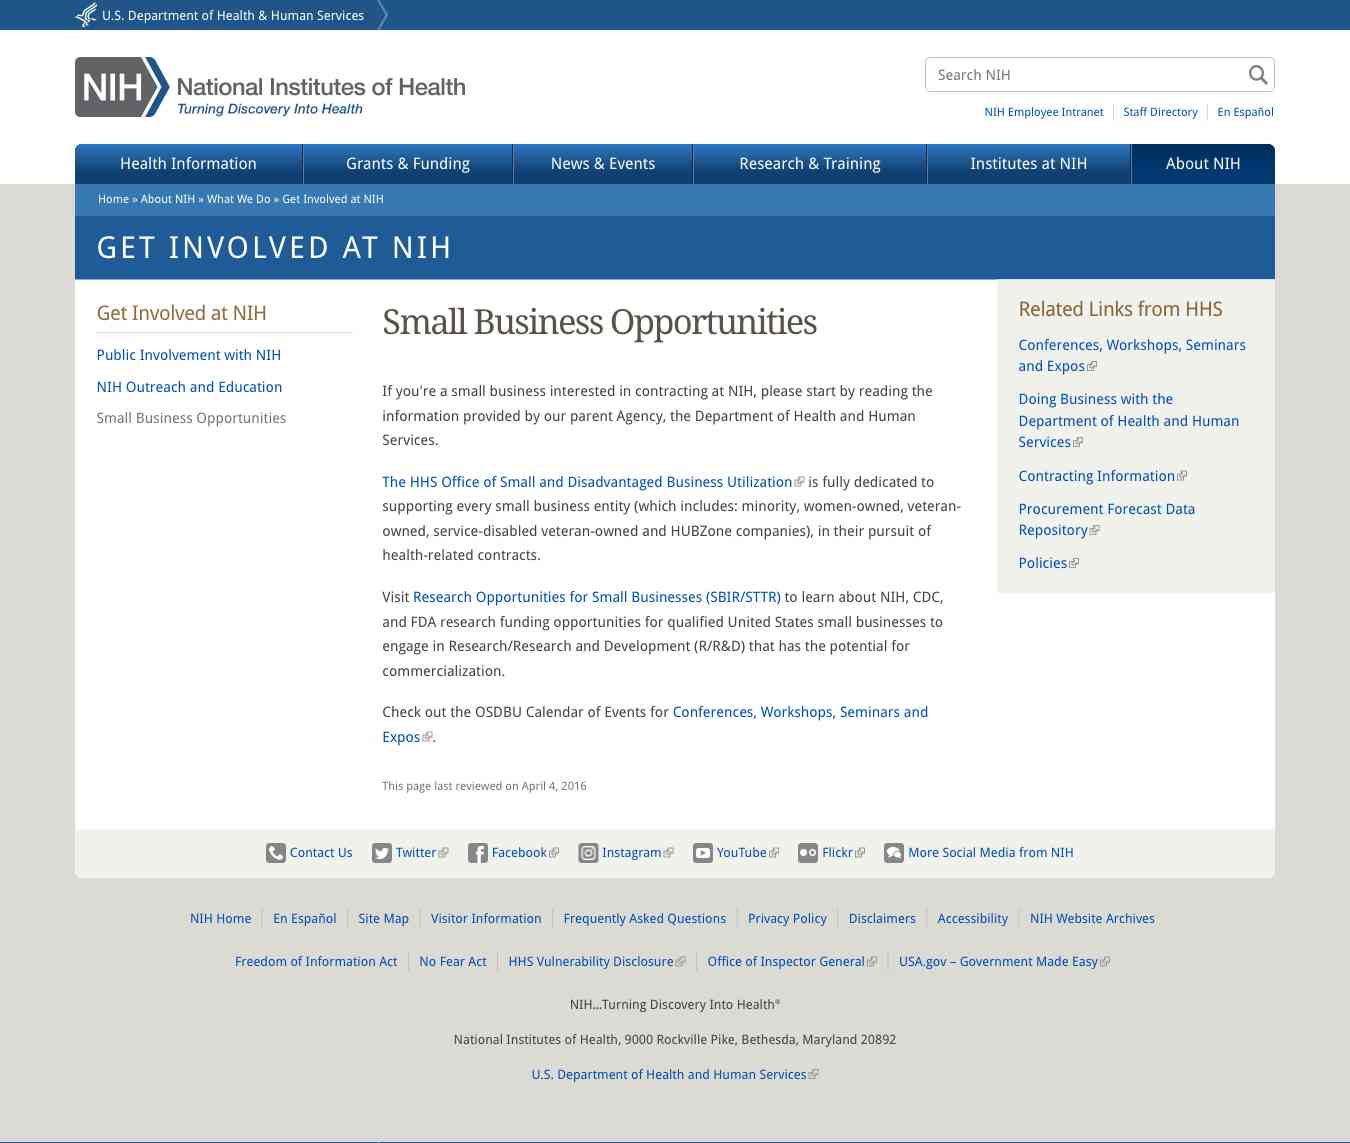 U.S. Department of Health & Human Services
NIH
National Institutes of Health
Turning Discovery Into Health
Search NIH
NIH Employee Intranet
Staff Directory
En Español
Health Information
Grants & Funding
News & Events
Research & Training
Institutes at NIH
About NIH
Home » About NIH » What We Do » Get Involved at NIH
GET INVOLVED AT NIH
Get Involved at NIH
Public Involvement with NIH
NIH Outreach and Education
Small Business Opportunities
Small Business Opportunities
If you're a small business interested in contracting at NIH, please start by reading the
information provided by our parent Agency, the Department of Health and Human
Services.
The HHS Office of Small and Disadvantaged Business Utilization is fully dedicated to
supporting every small business entity (which includes: minority, women-owned, veteran-
owned, service-disabled veteran-owned and HUBZone companies), in their pursuit of
health-related contracts.
Visit Research Opportunities for Small Businesses (SBIR/STTR) to learn about NIH, CDC,
and FDA research funding opportunities for qualified United States small businesses to
engage in Research/Research and Development (R/R&D) that has the potential for
commercialization.
Check out the OSDBU Calendar of Events for Conferences, Workshops, Seminars and
Expos.
This page last reviewed on April 4, 2016
Related Links from HHS
Conferences, Workshops, Seminars
and Expos
Doing Business with the
Department of Health and Human
Services
Contracting Information
Procurement Forecast Data
Repository
Policies
Contact Us
Twitter
Facebook
Instagram
YouTube
Flickr
More Social Media from NIH
NIH Home
En Español
Site Map
Visitor Information
Frequently Asked Questions
Privacy Policy
Disclaimers
Accessibility
NIH Website Archives
Freedom of Information Act
No Fear Act
HHS Vulnerability Disclosure
Office of Inspector General
USA.gov – Government Made Easy
NIH...Turning Discovery Into Health®
National Institutes of Health, 9000 Rockville Pike, Bethesda, Maryland 20892
U.S. Department of Health and Human Services